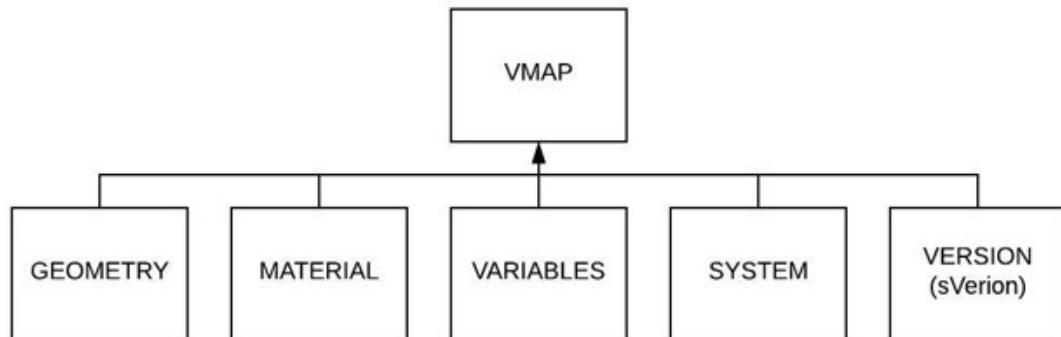 VMAP
GEOMETRY
MATERIAL
VARIABLES
SYSTEM
VERSION
(sVerion)